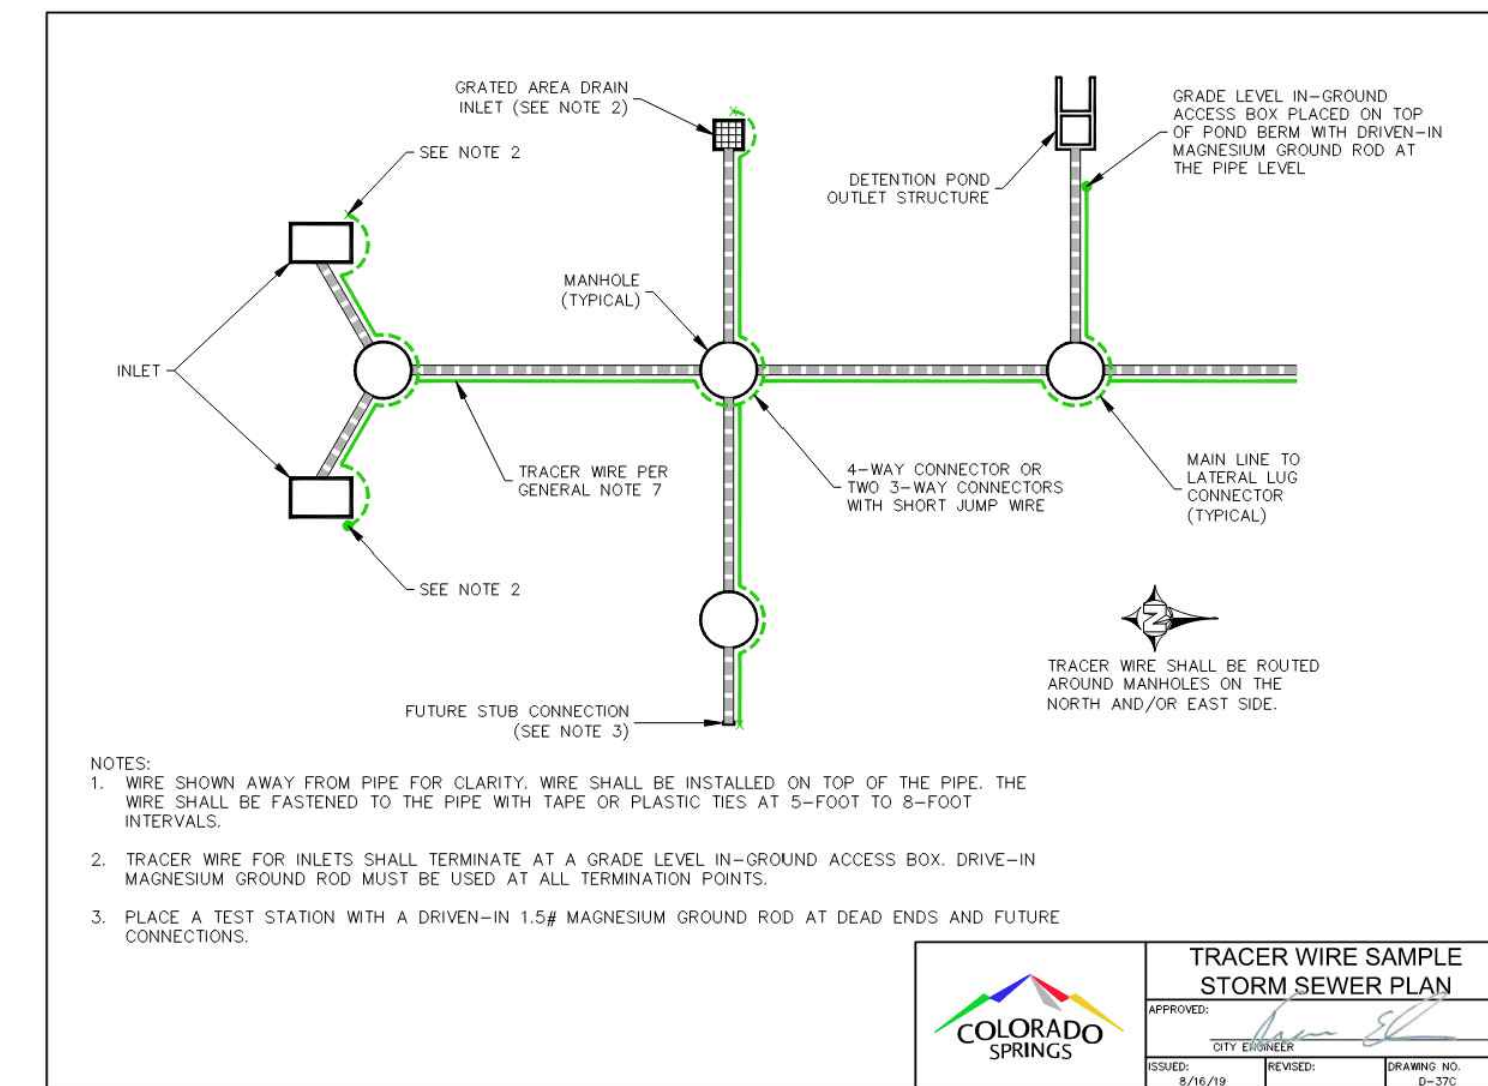 GRATED AREA DRAIN
INLET (SEE NOTE 2)
SEE NOTE 2
GRADE LEVEL IN-GROUND
ACCESS BOX PLACED ON TOP
OF POND BERM WITH DRIVEN-IN
MAGNESIUM GROUND ROD AT
THE PIPE LEVEL
DETENTION POND
OUTLET STRUCTURE
MANHOLE
(TYPICAL)
INLET
TRACER WIRE PER
GENERAL NOTE 7
4-WAY CONNECTOR OR
TWO 3-WAY CONNECTORS
WITH SHORT JUMP WIRE
MAIN LINE TO
LATERAL LUG
CONNECTOR
(TYPICAL)
SEE NOTE 2
N
TRACER WIRE SHALL BE ROUTED
AROUND MANHOLES ON THE
NORTH AND/OR EAST SIDE.
FUTURE STUB CONNECTION
(SEE NOTE 3)
NOTES:
1. WIRE SHOWN AWAY FROM PIPE FOR CLARITY. WIRE SHALL BE INSTALLED ON TOP OF THE PIPE. THE
WIRE SHALL BE FASTENED TO THE PIPE WITH TAPE OR PLASTIC TIES AT 5-FOOT TO 8-FOOT
INTERVALS.
2. TRACER WIRE FOR INLETS SHALL TERMINATE AT A GRADE LEVEL IN-GROUND ACCESS BOX. DRIVE-IN
MAGNESIUM GROUND ROD MUST BE USED AT ALL TERMINATION POINTS.
3. PLACE A TEST STATION WITH A DRIVEN-IN 1.5# MAGNESIUM GROUND ROD AT DEAD ENDS AND FUTURE
CONNECTIONS.
COLORADO
SPRINGS
TRACER WIRE SAMPLE
STORM SEWER PLAN
APPROVED:
CITY ENGINEER
ISSUED:
8/16/19
REVISED:
DRAWING NO.
D-37C